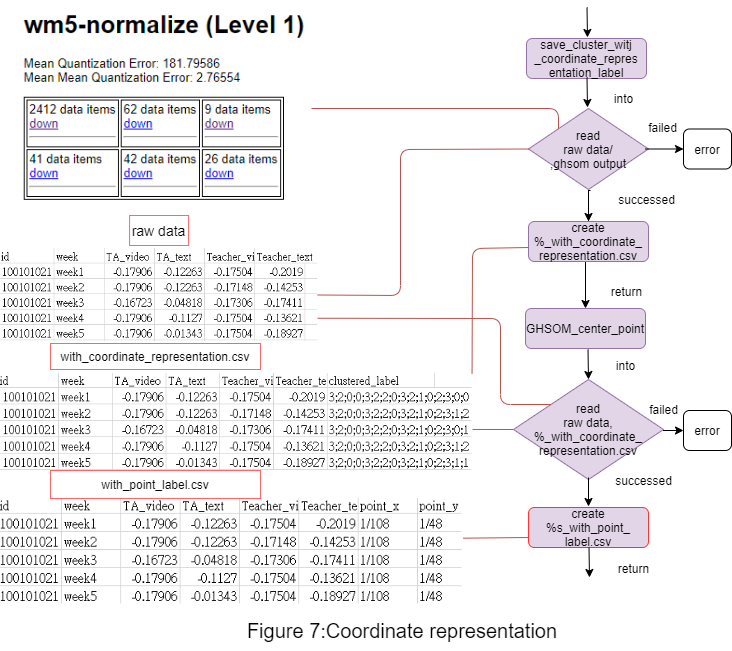 wm5-normalize (Level 1)
Mean Quantization Error: 181.79586
Mean Mean Quantization Error: 2.76554
2412 data items 62 data items 9 data items
down down down
41 data items 42 data items 26 data items
down down down
raw data
id week TA_video TA_text Teacher_vi Teacher_text
100101021 week1 -0.17906 -0.12263 -0.17504 -0.2019
100101021 week2 -0.17906 -0.12263 -0.17148 -0.14253
100101021 week3 -0.16723 -0.04818 -0.17306 -0.17411
100101021 week4 -0.17906 -0.1127 -0.17504 -0.13621
100101021 week5 -0.17906 -0.01343 -0.17504 -0.18927
with_coordinate_representation.csv
id week TA_video TA_text Teacher_vi Teacher_te clustered_label
100101021 week1 -0.17906 -0.12263 -0.17504 -0.2019 3;2;0;0;3;2;2;0;3;2;1;0;2;3;0;0
100101021 week2 -0.17906 -0.12263 -0.17148 -0.14253 3;2;0;0;3;2;2;0;3;2;1;0;2;3;1;2
100101021 week3 -0.16723 -0.04818 -0.17306 -0.17411 3;2;0;0;3;2;2;0;3;2;1;0;2;3;0;1
100101021 week4 -0.17906 -0.1127 -0.17504 -0.13621 3;2;0;0;3;2;2;0;3;2;1;0;2;3;1;2
100101021 week5 -0.17906 -0.01343 -0.17504 -0.18927 3;2;0;0;3;2;2;0;3;2;1;0;2;3;1;1
with_point_label.csv
id week TA_video TA_text Teacher_vi Teacher_te point_x point_y
100101021 week1 -0.17906 -0.12263 -0.17504 -0.2019 1/108 1/48
100101021 week2 -0.17906 -0.12263 -0.17148 -0.14253 1/108 1/48
100101021 week3 -0.16723 -0.04818 -0.17306 -0.17411 1/108 1/48
100101021 week4 -0.17906 -0.1127 -0.17504 -0.13621 1/108 1/48
100101021 week5 -0.17906 -0.01343 -0.17504 -0.18927 1/108 1/48
save_cluster_witj
_coordinate_repres
entation_label
into
read
raw data/
,ghsom output
failed
error
successed
create
%_with_coordinate_
representation.csv
return
GHSOM_center_point
into
read
raw data,
%_with_coordinate_
representation.csv
failed
error
successed
create
%s_with_point_
label.csv
return
Figure 7:Coordinate representation